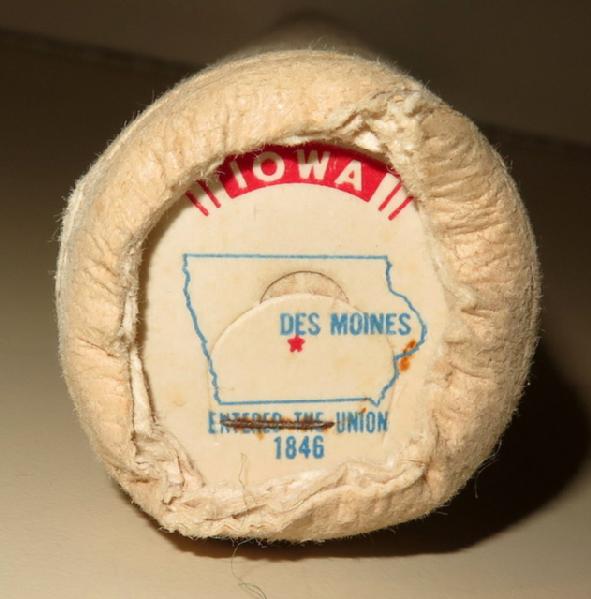 IOWA
DES MOINES
ENTERED THE UNION
1846